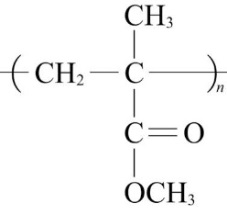 CH₃
( CH₂ — C — )ₙ
C=O
OCH₃